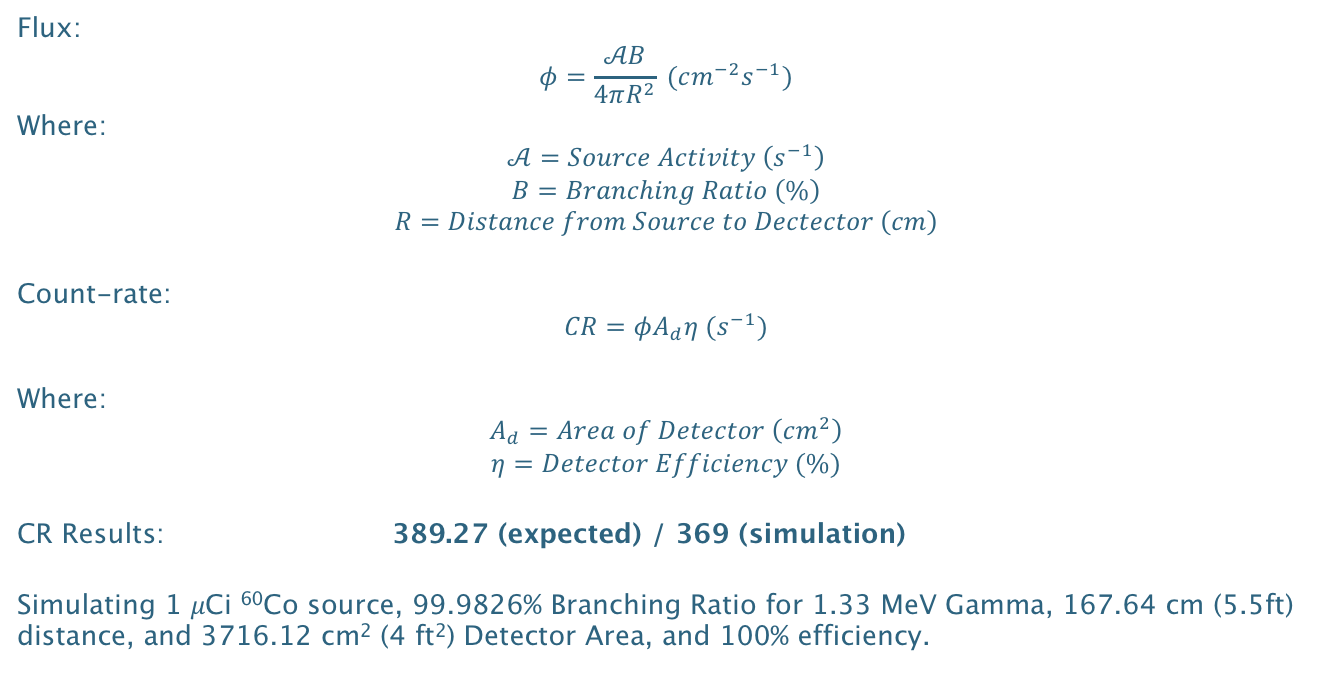 Flux:
𝜙 = 𝒜𝐵 / 4𝜋𝑅² (𝑐𝑚⁻²𝑠⁻¹)
Where:
𝒜 = Source Activity (s⁻¹)
B = Branching Ratio (%)
R = Distance from Source to Dectector (cm)
Count-rate:
CR = ϕA_dη (s⁻¹)
Where:
A_d = Area of Detector (cm²)
η = Detector Efficiency (%)
CR Results: 389.27 (expected) / 369 (simulation)
Simulating 1 μCi ⁶⁰Co source, 99.9826% Branching Ratio for 1.33 MeV Gamma, 167.64 cm (5.5ft)
distance, and 3716.12 cm² (4 ft²) Detector Area, and 100% efficiency.